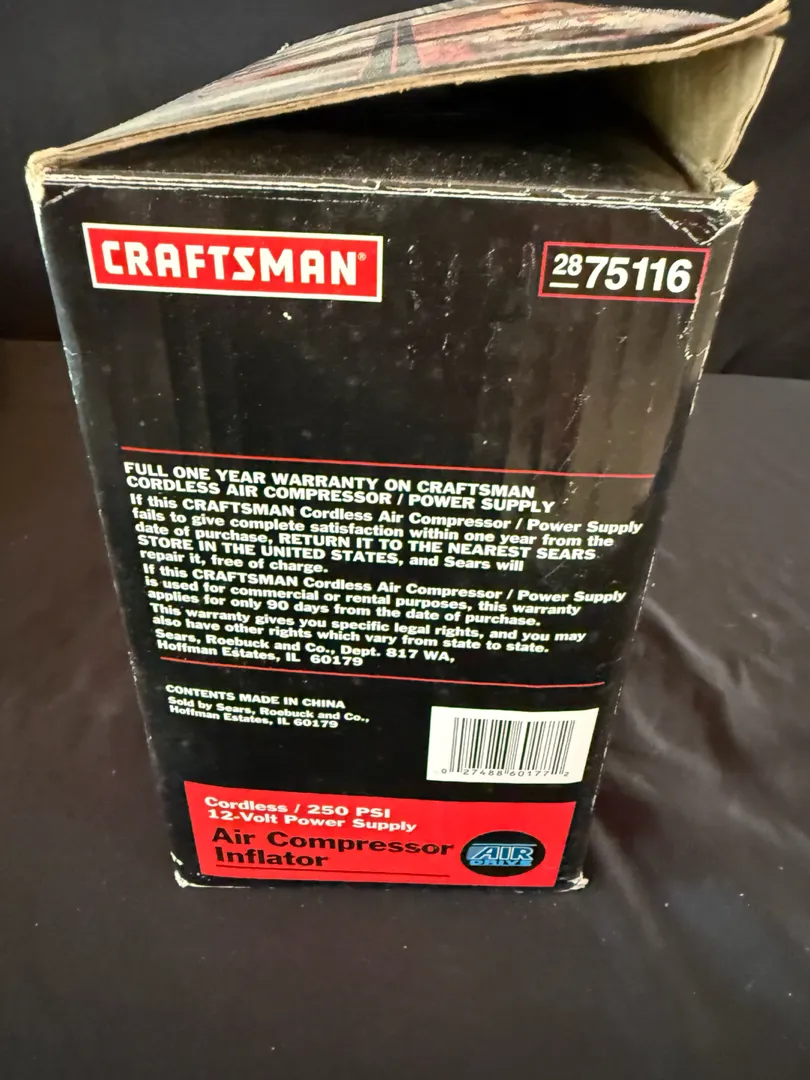 CRAFTSMAN®
28 75116
FULL ONE YEAR WARRANTY ON CRAFTSMAN
CORDLESS AIR COMPRESSOR / POWER SUPPLY
If this CRAFTSMAN Cordless Air Compressor / Power Supply
fails to give complete satisfaction within one year from the
date of purchase, RETURN IT TO THE NEAREST SEARS
STORE IN THE UNITED STATES, and Sears will
repair it, free of charge.
If this CRAFTSMAN Cordless Air Compressor / Power Supply
is used for commercial or rental purposes, this warranty
applies for only 90 days from the date of purchase.
This warranty gives you specific legal rights, and you may
also have other rights which vary from state to state.
Sears, Roebuck and Co., Dept. 817 WA,
Hoffman Estates, IL 60179
CONTENTS MADE IN CHINA
Sold by Sears, Roebuck and Co.,
Hoffman Estates, IL 60179
0 27488 60177 2
Cordless / 250 PSI
12-Volt Power Supply
Air Compressor
Inflator
AIR
DRIVE